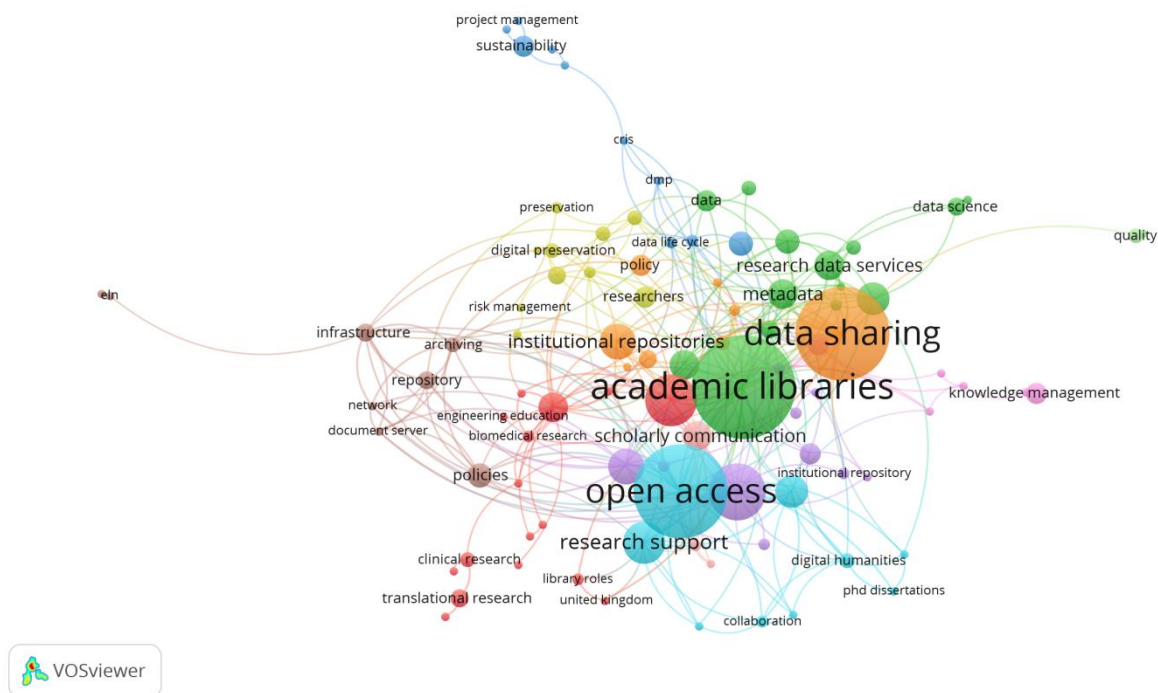 project management
sustainability
cris
dmp
preservation
data
data science
quality
digital preservation
data life cycle
policy
research data services
eln
risk management
researchers
metadata
infrastructure
archiving
institutional repositories
data sharing
repository
academic libraries
knowledge management
network
engineering education
document server
biomedical research
scholarly communication
policies
open access
institutional repository
research support
clinical research
digital humanities
library roles
translational research
united kingdom
phd dissertations
collaboration
VOSviewer